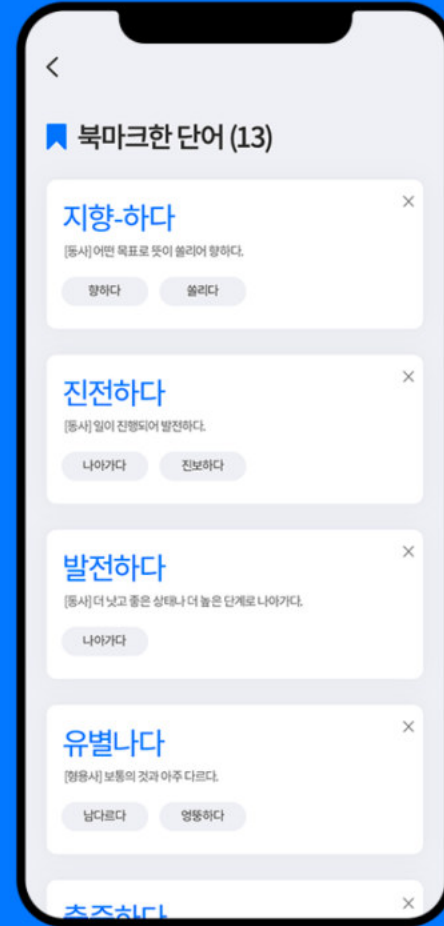 북마크한 단어 (13)
지향-하다
[동사] 어떤 목표로 뜻이 쏠리어 향하다.
향하다 쏠리다
진전하다
[동사] 일이 진행되어 발전하다.
나아가다 진보하다
발전하다
[동사] 더 낫고 좋은 상태나 더 높은 단계로 나아가다.
나아가다
유별나다
[형용사] 보통의 것과 아주 다르다.
남다르다 엉뚱하다